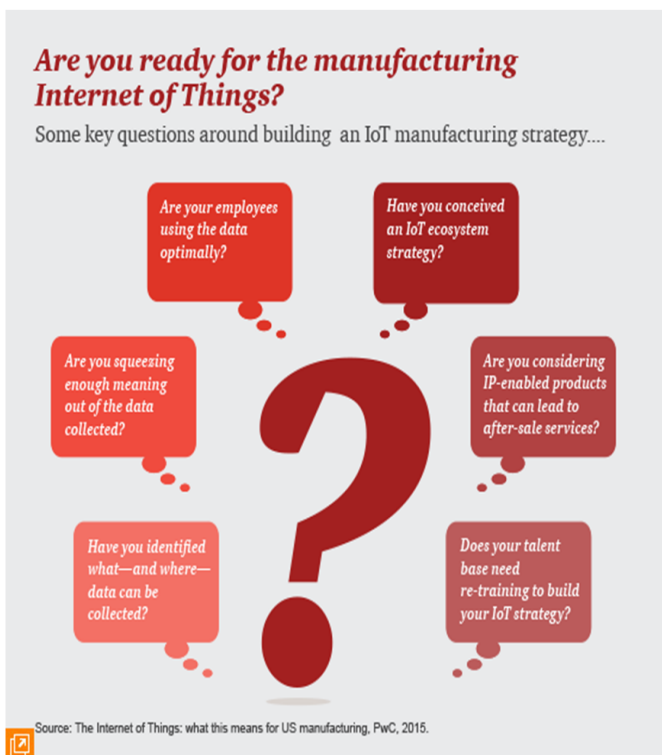 Are you ready for the manufacturing
Internet of Things?
Some key questions around building an IoT manufacturing strategy....
Are your employees
using the data
optimally?
Have you conceived
an IoT ecosystem
strategy?
Are you squeezing
enough meaning
out of the data
collected?
Are you considering
IP-enabled products
that can lead to
after-sale services?
Have you identified
what—and where—
data can be
collected?
Does your talent
base need
re-training to build
your IoT strategy?
?
Source: The Internet of Things: what this means for US manufacturing, PwC, 2015.